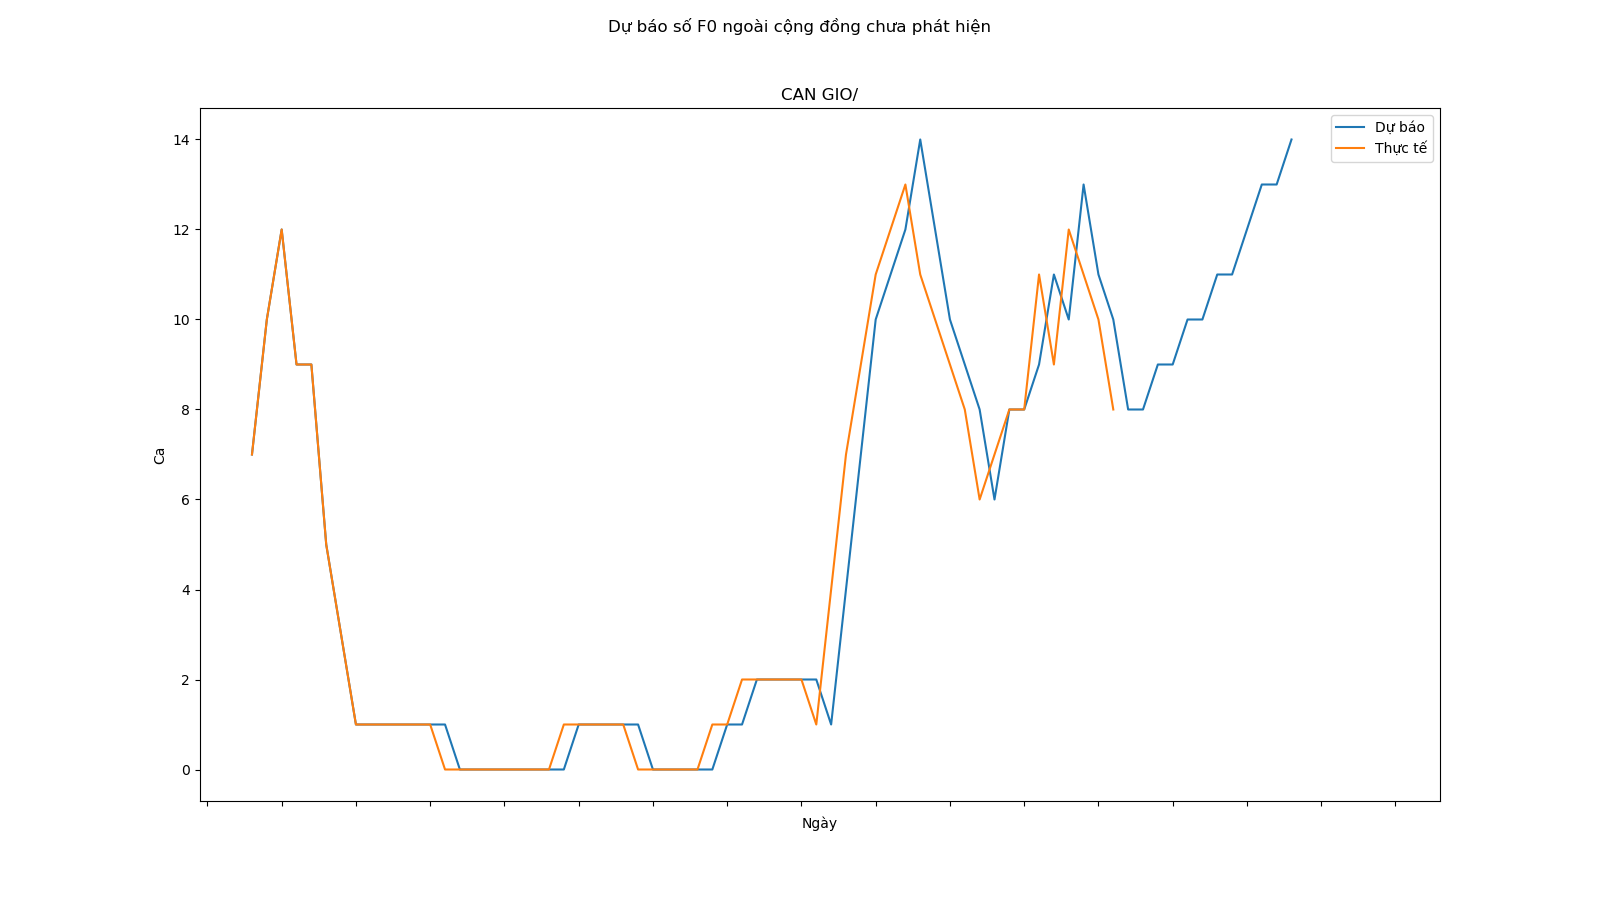 Dự báo số F0 ngoài cộng đồng chưa phát hiện
CAN GIO/
Dự báo
Thực tế
14
12
10
8
6
4
2
0
Ca
Ngày